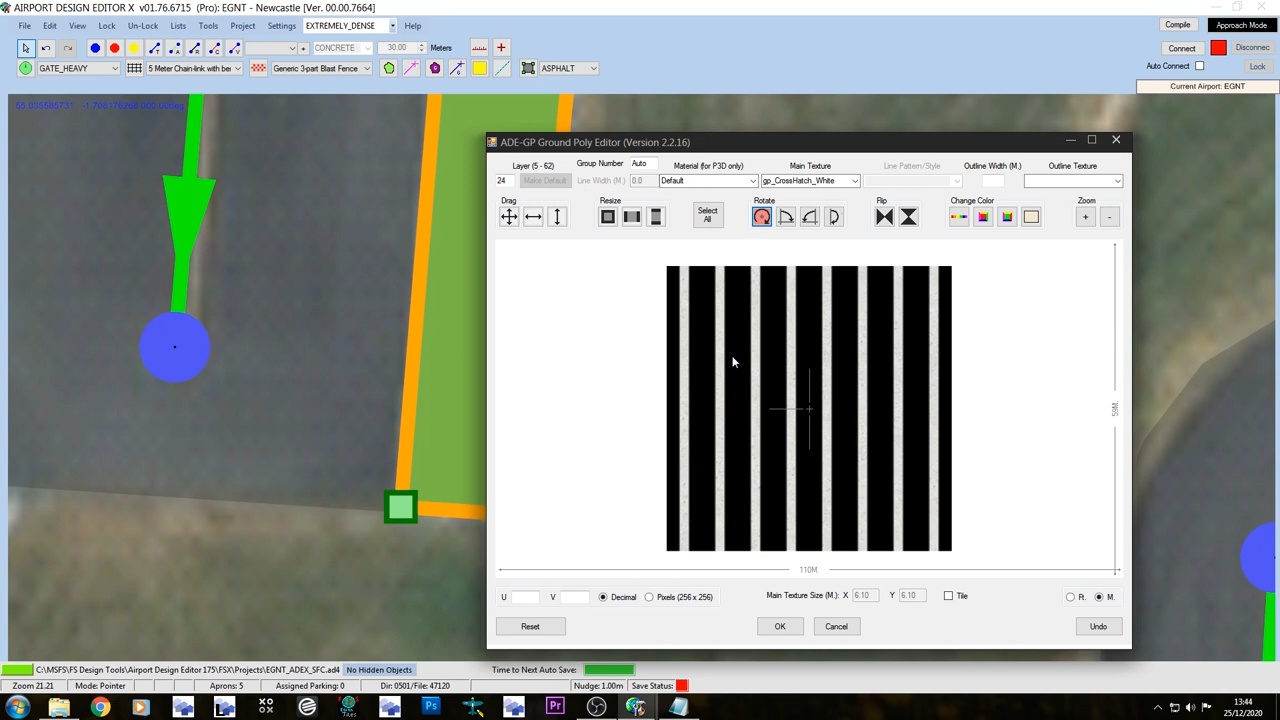 AIRPORT DESIGN EDITOR X v01.76.6715 (Pro): EGNT - Newcastle [Ver. 00.00.7664]
File Edit View Lock Un-Lock Lists Tools Project Settings EXTREMELY_DENSE Help Compile Approach Mode
CONCRETE 30.00 Meters Connect Disconnec
GATE_HEAVY 5 Meter Chain-link with be Generic 3-part Blast Fence ASPHALT Auto Connect Lock
Current Airport: EGNT
ADE-GP Ground Poly Editor (Version 2.2.16)
Layer (5 - 62) Group Number Auto Material (for P3D only) Main Texture Line Pattern/Style Outline Width (M.) Outline Texture
24 Make Default Line Width (M.) 0.0 Default gp_CrossHatch_White
Drag Resize Select All Rotate Flip Change Color Zoom
+ -
59M.
110M.
U V Decimal Pixels (256 x 256) Main Texture Size (M.) X 6.10 Y 6.10 Tile Ft. M.
Reset OK Cancel Undo
C:\MSFS\FS Design Tools\Airport Design Editor 175\FSX\Projects\EGNT_ADEX_SFC.ad4 No Hidden Objects Time to Next Auto Save:
Zoom 21.21 Mode: Pointer Aprons: 5 Assigned Parking: 0 Dir: 0501/File: 47120 Nudge: 1.00m Save Status:
Ps Pr 13:44
25/12/2020